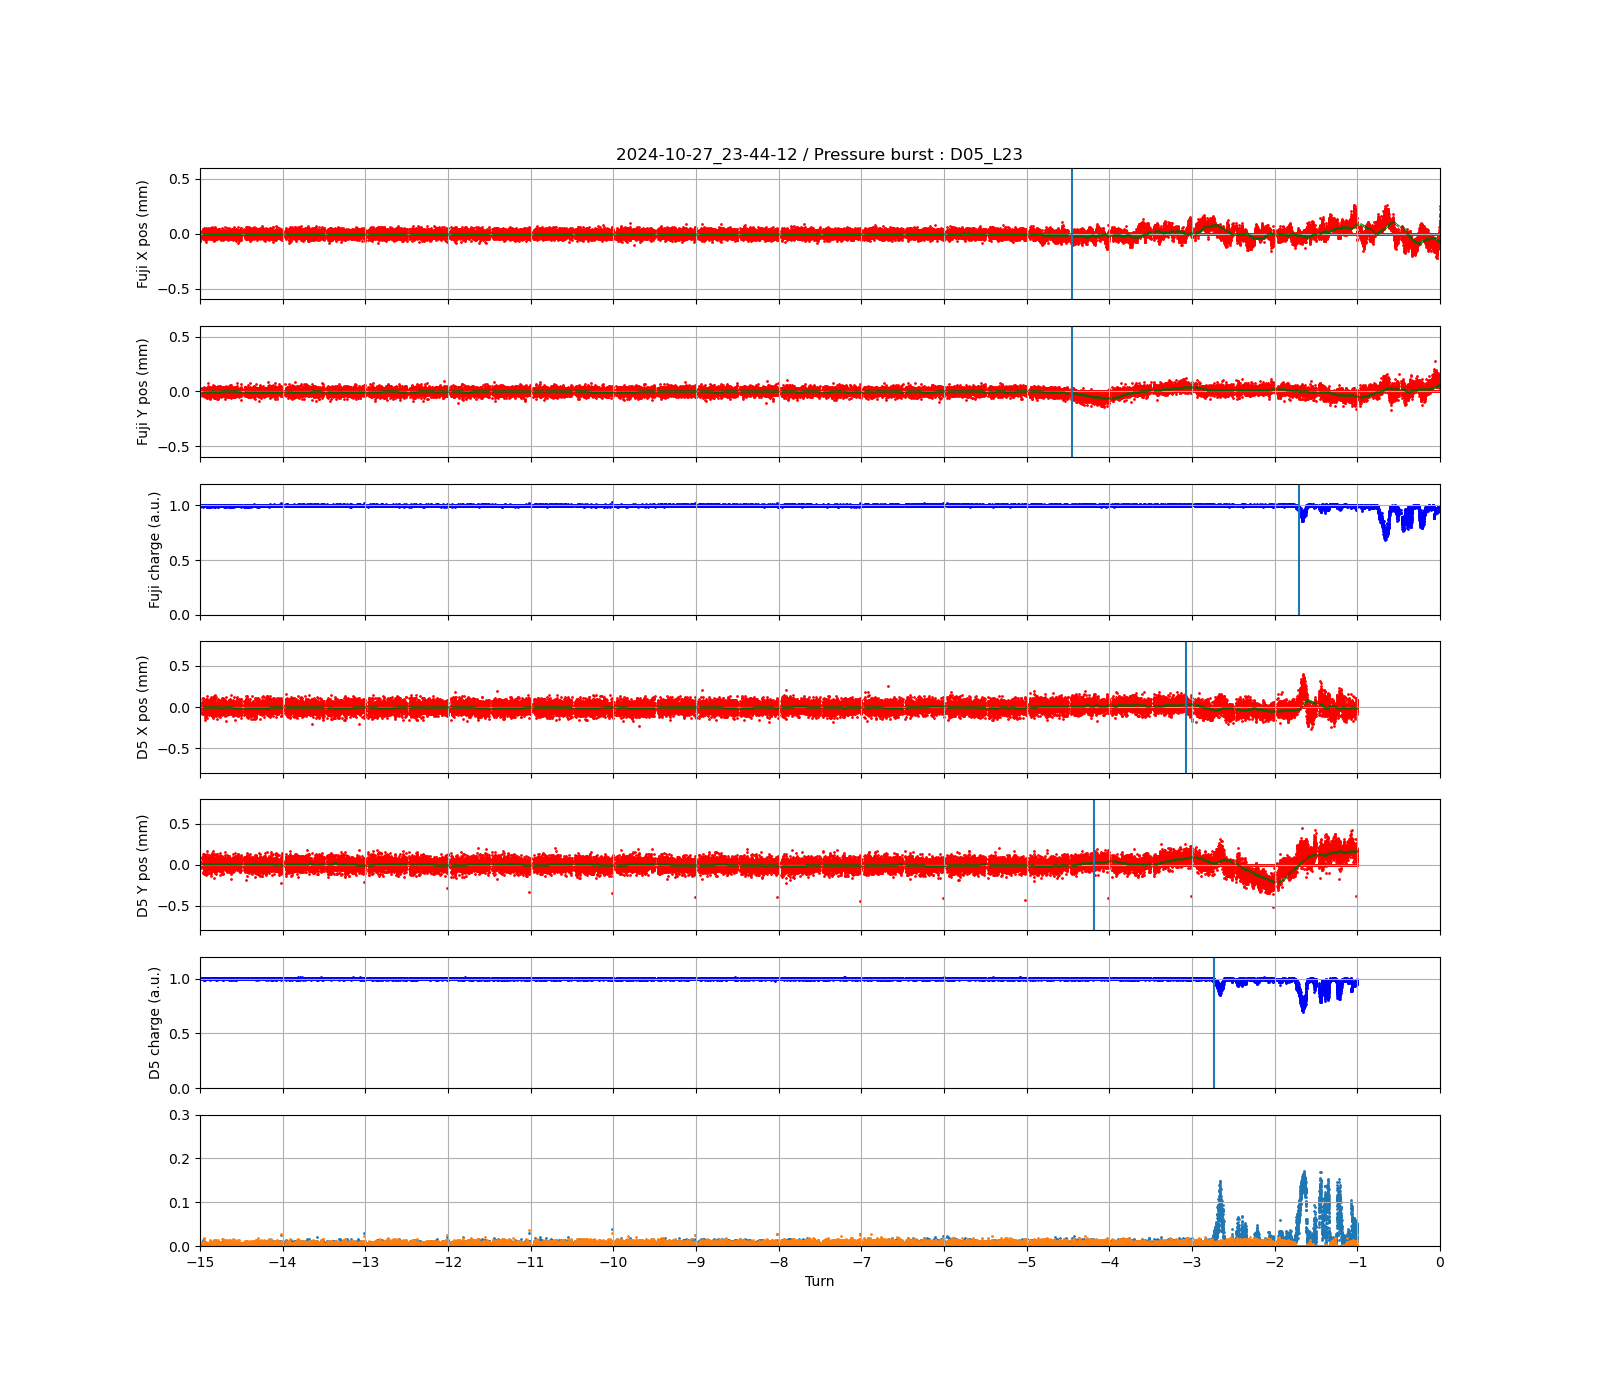 2024-10-27_23-44-12 / Pressure burst : D05_L23
Fuji X pos (mm)
0.5
0.0
−0.5
Fuji Y pos (mm)
0.5
0.0
−0.5
Fuji charge (a.u.)
1.0
0.5
0.0
D5 X pos (mm)
0.5
0.0
−0.5
D5 Y pos (mm)
0.5
0.0
−0.5
D5 charge (a.u.)
1.0
0.5
0.0
0.3
0.2
0.1
0.0
−15 −14 −13 −12 −11 −10 −9 −8 −7 −6 −5 −4 −3 −2 −1 0
Turn